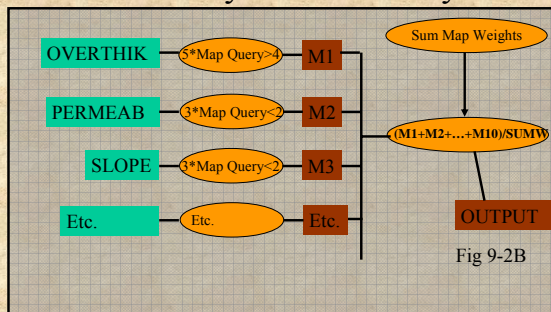 Sum Map Weights
OVERTHIK 5*Map Query>4 M1
PERMEAB 3*Map Query<2 M2
(M1+M2+…+M10)/SUMW
SLOPE 3*Map Query<2 M3
Etc. Etc. Etc.
OUTPUT
Fig 9-2B